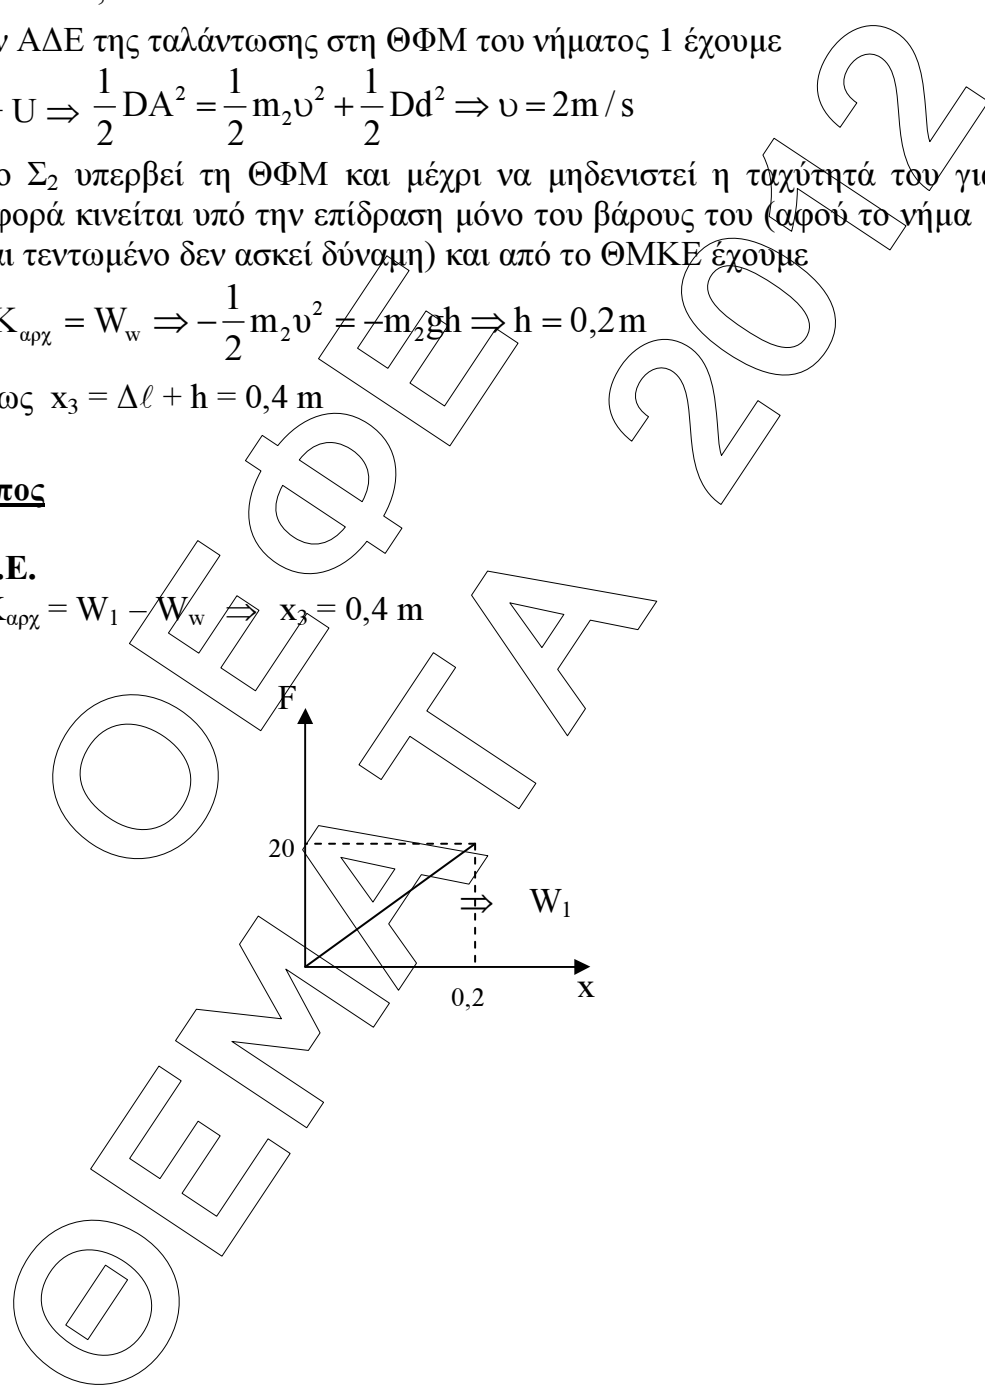 ν ΑΔΕ της ταλάντωσης στη ΘΦΜ του νήματος 1 έχουμε
U ⇒ 1/2 DA² = 1/2 m₂υ² + 1/2 Dd² ⇒ υ = 2m / s
ο Σ₂ υπερβεί τη ΘΦΜ και μέχρι να μηδενιστεί η ταχύτητά του για
φορά κινείται υπό την επίδραση μόνο του βάρους του (αφού το νήμα
αι τεντωμένο δεν ασκεί δύναμη) και από το ΘΜΚΕ έχουμε
Κ_αρχ = W_w ⇒ −1/2 m₂υ² = −m₂gh ⇒ h = 0,2 m
ως x₃ = Δℓ + h = 0,4 m
πος
.Ε.
Κ_αρχ = W₁ – W_w ⇒ x₃ = 0,4 m
F
20
⇒ W₁
0,2
x
ΟΕΦΕ
ΘΕΜΑΤΑ 2012